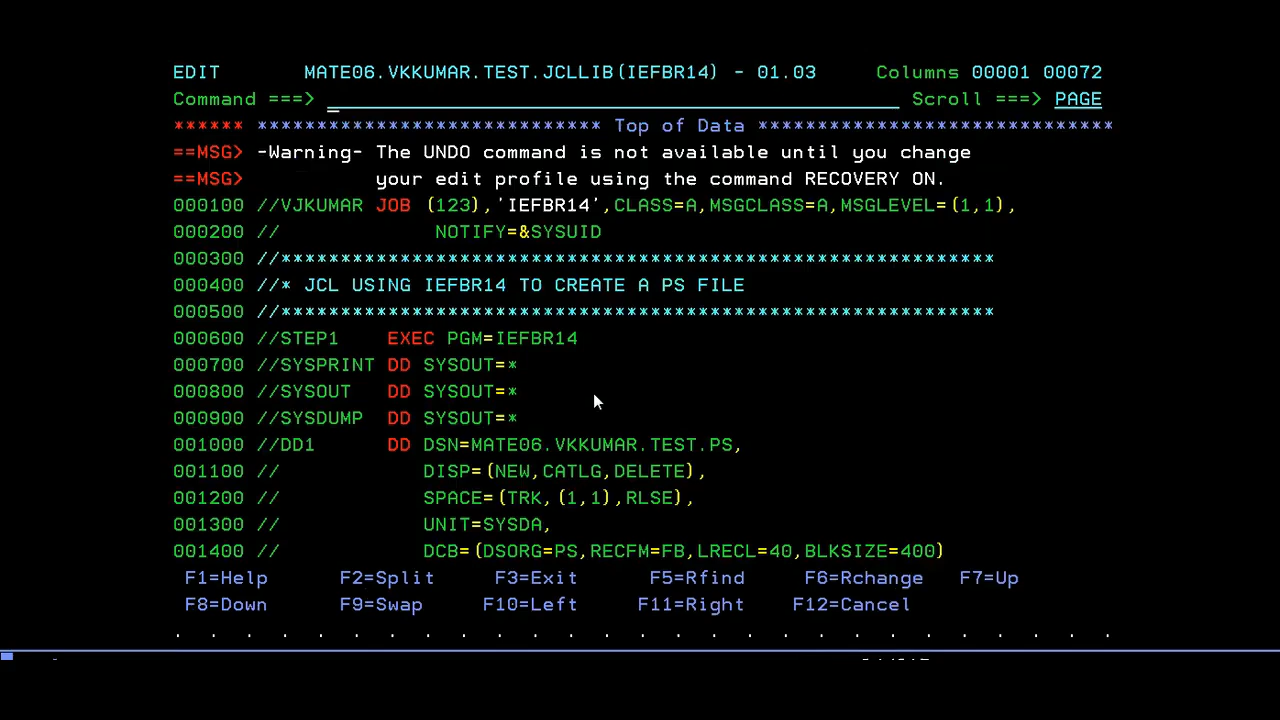 EDIT MATE06.VKKUMAR.TEST.JCLLIB(IEFBR14) - 01.03 Columns 00001 00072
Command ===> Scroll ===> PAGE
****** ***************************** Top of Data ******************************
==MSG> -Warning- The UNDO command is not available until you change
==MSG> your edit profile using the command RECOVERY ON.
000100 //VJKUMAR JOB (123),'IEFBR14',CLASS=A,MSGCLASS=A,MSGLEVEL=(1,1),
000200 // NOTIFY=&SYSUID
000300 //************************************************************
000400 //* JCL USING IEFBR14 TO CREATE A PS FILE
000500 //************************************************************
000600 //STEP1 EXEC PGM=IEFBR14
000700 //SYSPRINT DD SYSOUT=*
000800 //SYSOUT DD SYSOUT=*
000900 //SYSDUMP DD SYSOUT=*
001000 //DD1 DD DSN=MATE06.VKKUMAR.TEST.PS,
001100 // DISP=(NEW,CATLG,DELETE),
001200 // SPACE=(TRK,(1,1),RLSE),
001300 // UNIT=SYSDA,
001400 // DCB=(DSORG=PS,RECFM=FB,LRECL=40,BLKSIZE=400)
F1=Help F2=Split F3=Exit F5=Rfind F6=Rchange F7=Up
F8=Down F9=Swap F10=Left F11=Right F12=Cancel